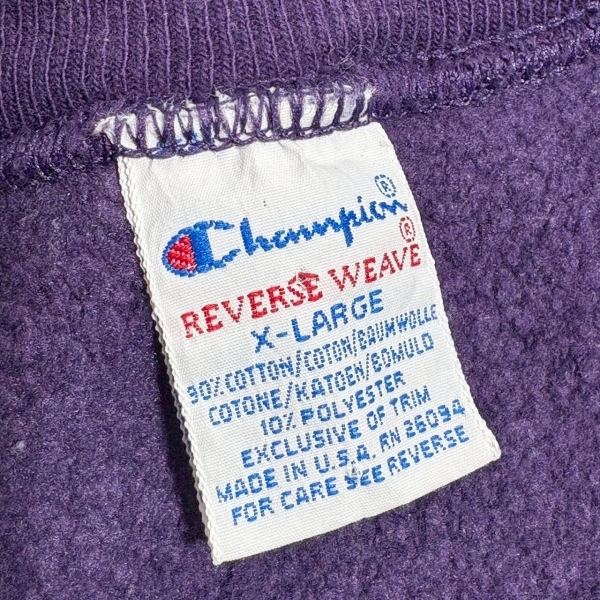 Champion®
REVERSE WEAVE®
X-LARGE
90% COTTON/COTON/BAUMWOLLE
COTONE/KATOEN/BOMULD
10% POLYESTER
EXCLUSIVE OF TRIM
MADE IN U.S.A. RN 26094
FOR CARE SEE REVERSE